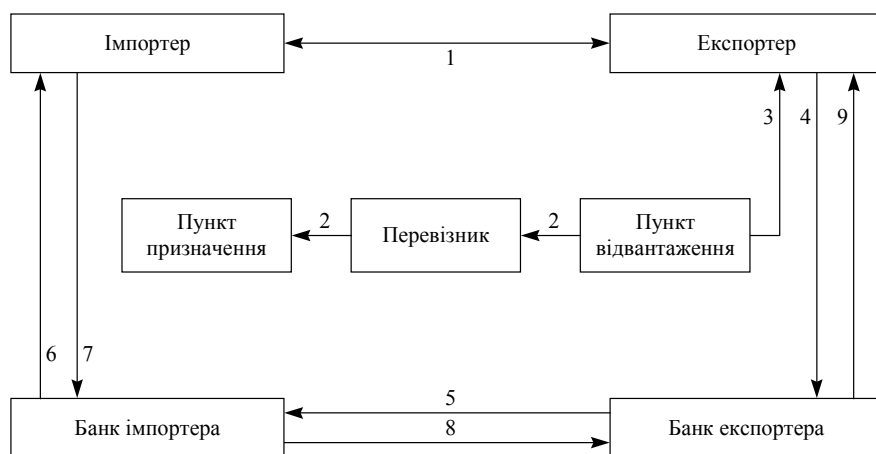 Імпортер
Експортер
1
3
4
9
Пункт
призначення
2
Перевізник
2
Пункт
відвантаження
6
7
5
Банк імпортера
8
Банк експортера